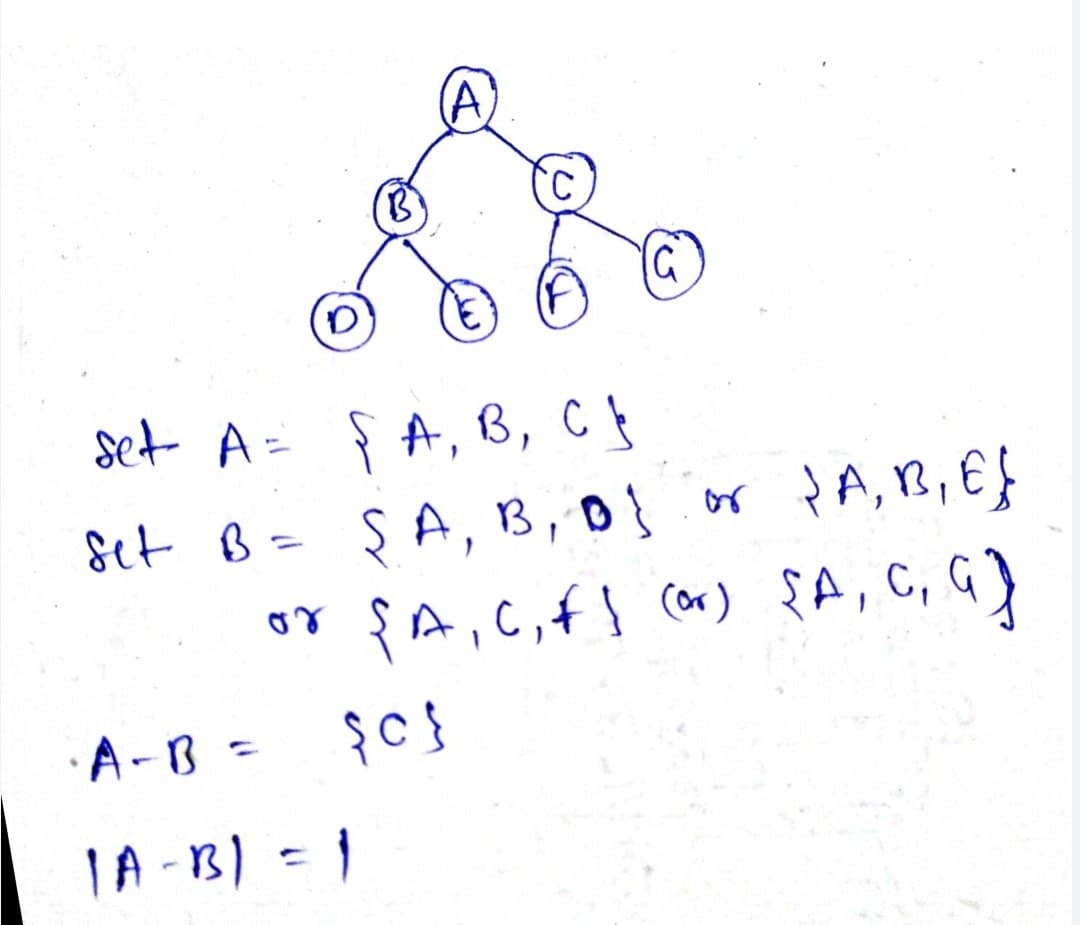 A
B
C
D
E
F
G
Set A = {A, B, C}
Set B = {A, B, D} or {A, B, E}
or {A, C, f} (or) {A, C, G}
A-B = {C}
|A-B| = 1